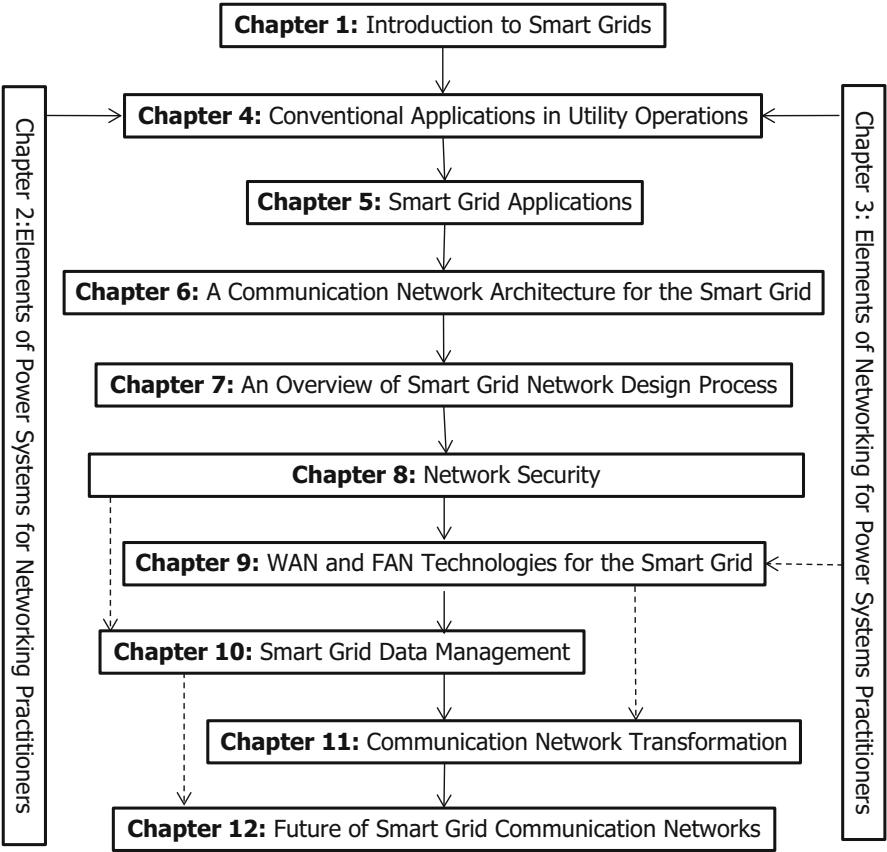 Chapter 1: Introduction to Smart Grids
Chapter 2:Elements of Power Systems for Networking Practitioners
Chapter 3: Elements of Networking for Power Systems Practitioners
Chapter 4: Conventional Applications in Utility Operations
Chapter 5: Smart Grid Applications
Chapter 6: A Communication Network Architecture for the Smart Grid
Chapter 7: An Overview of Smart Grid Network Design Process
Chapter 8: Network Security
Chapter 9: WAN and FAN Technologies for the Smart Grid
Chapter 10: Smart Grid Data Management
Chapter 11: Communication Network Transformation
Chapter 12: Future of Smart Grid Communication Networks